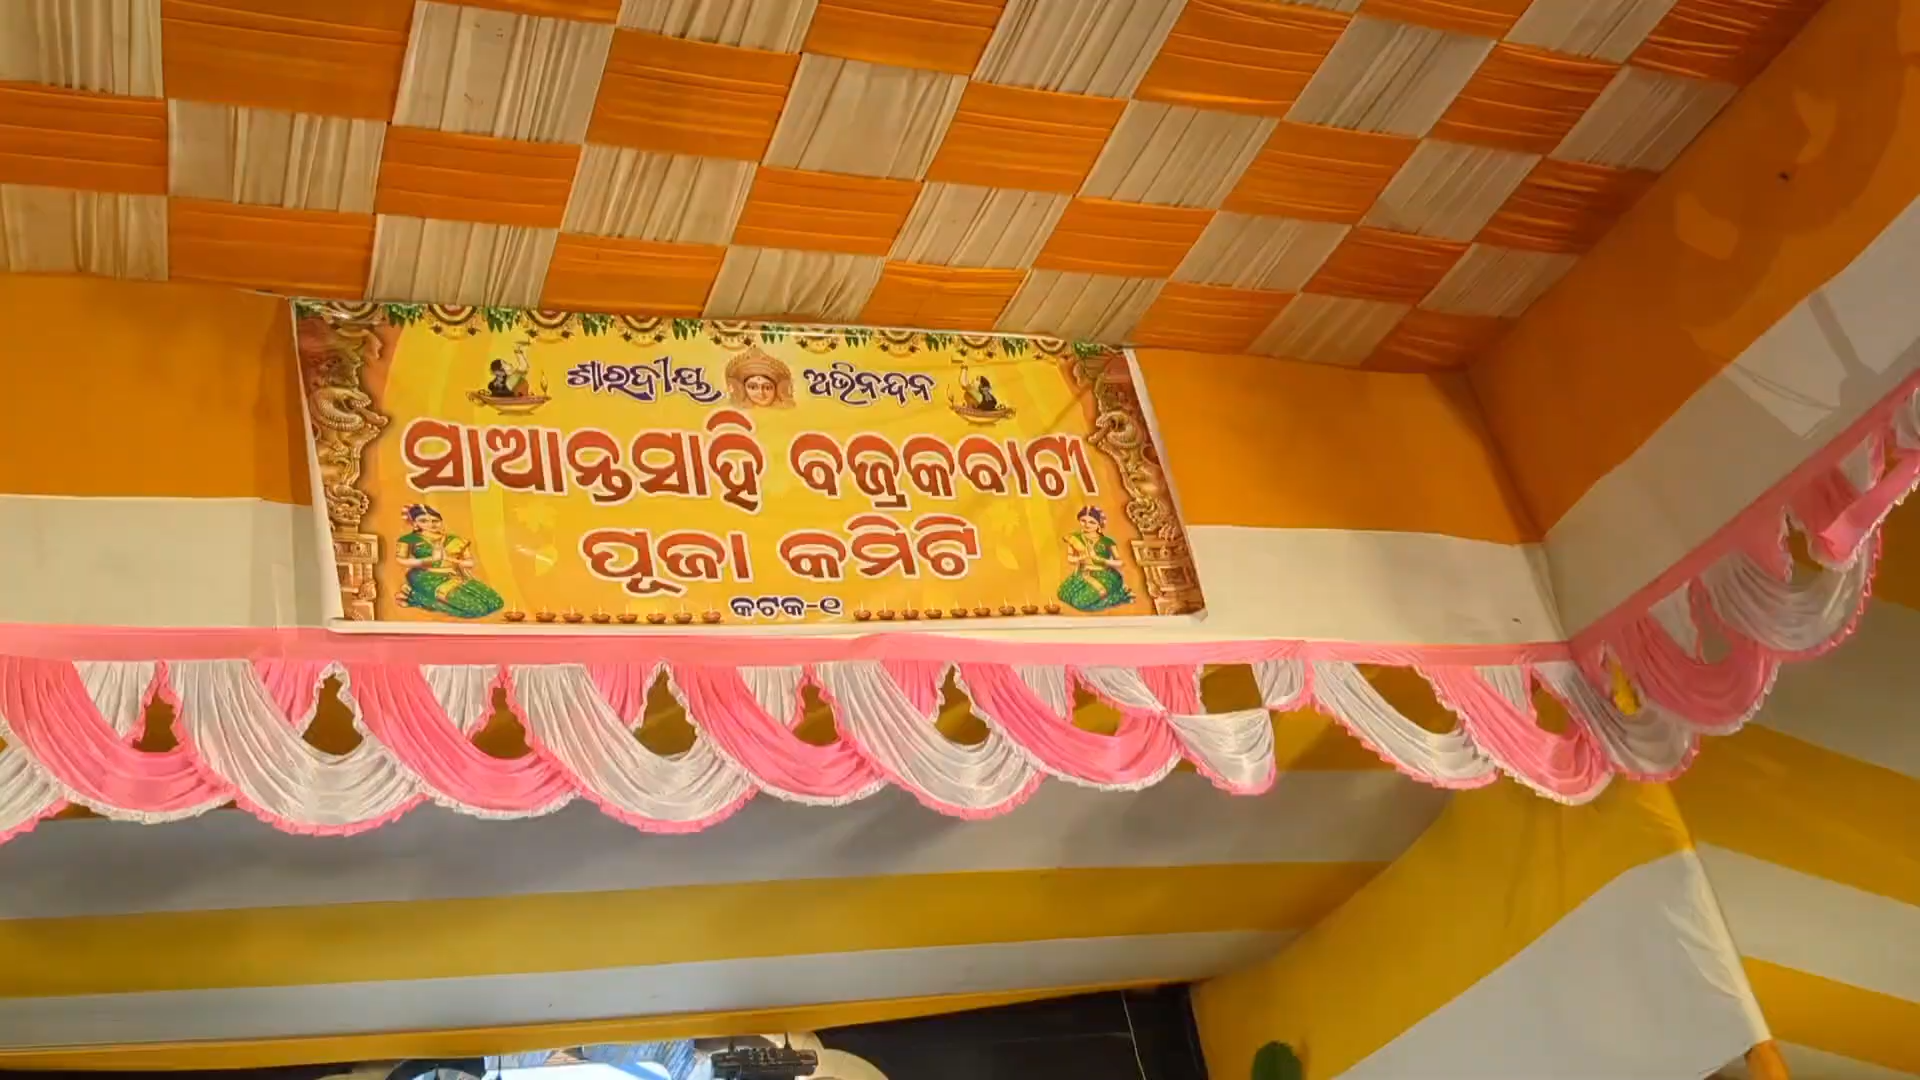 ଶାରଦୀୟ ଅଭିନନ୍ଦନ
ସାଆନ୍ତସାହି ବଜ୍ରକବାଟୀ
ପୂଜା କମିଟି
କଟକ-୧